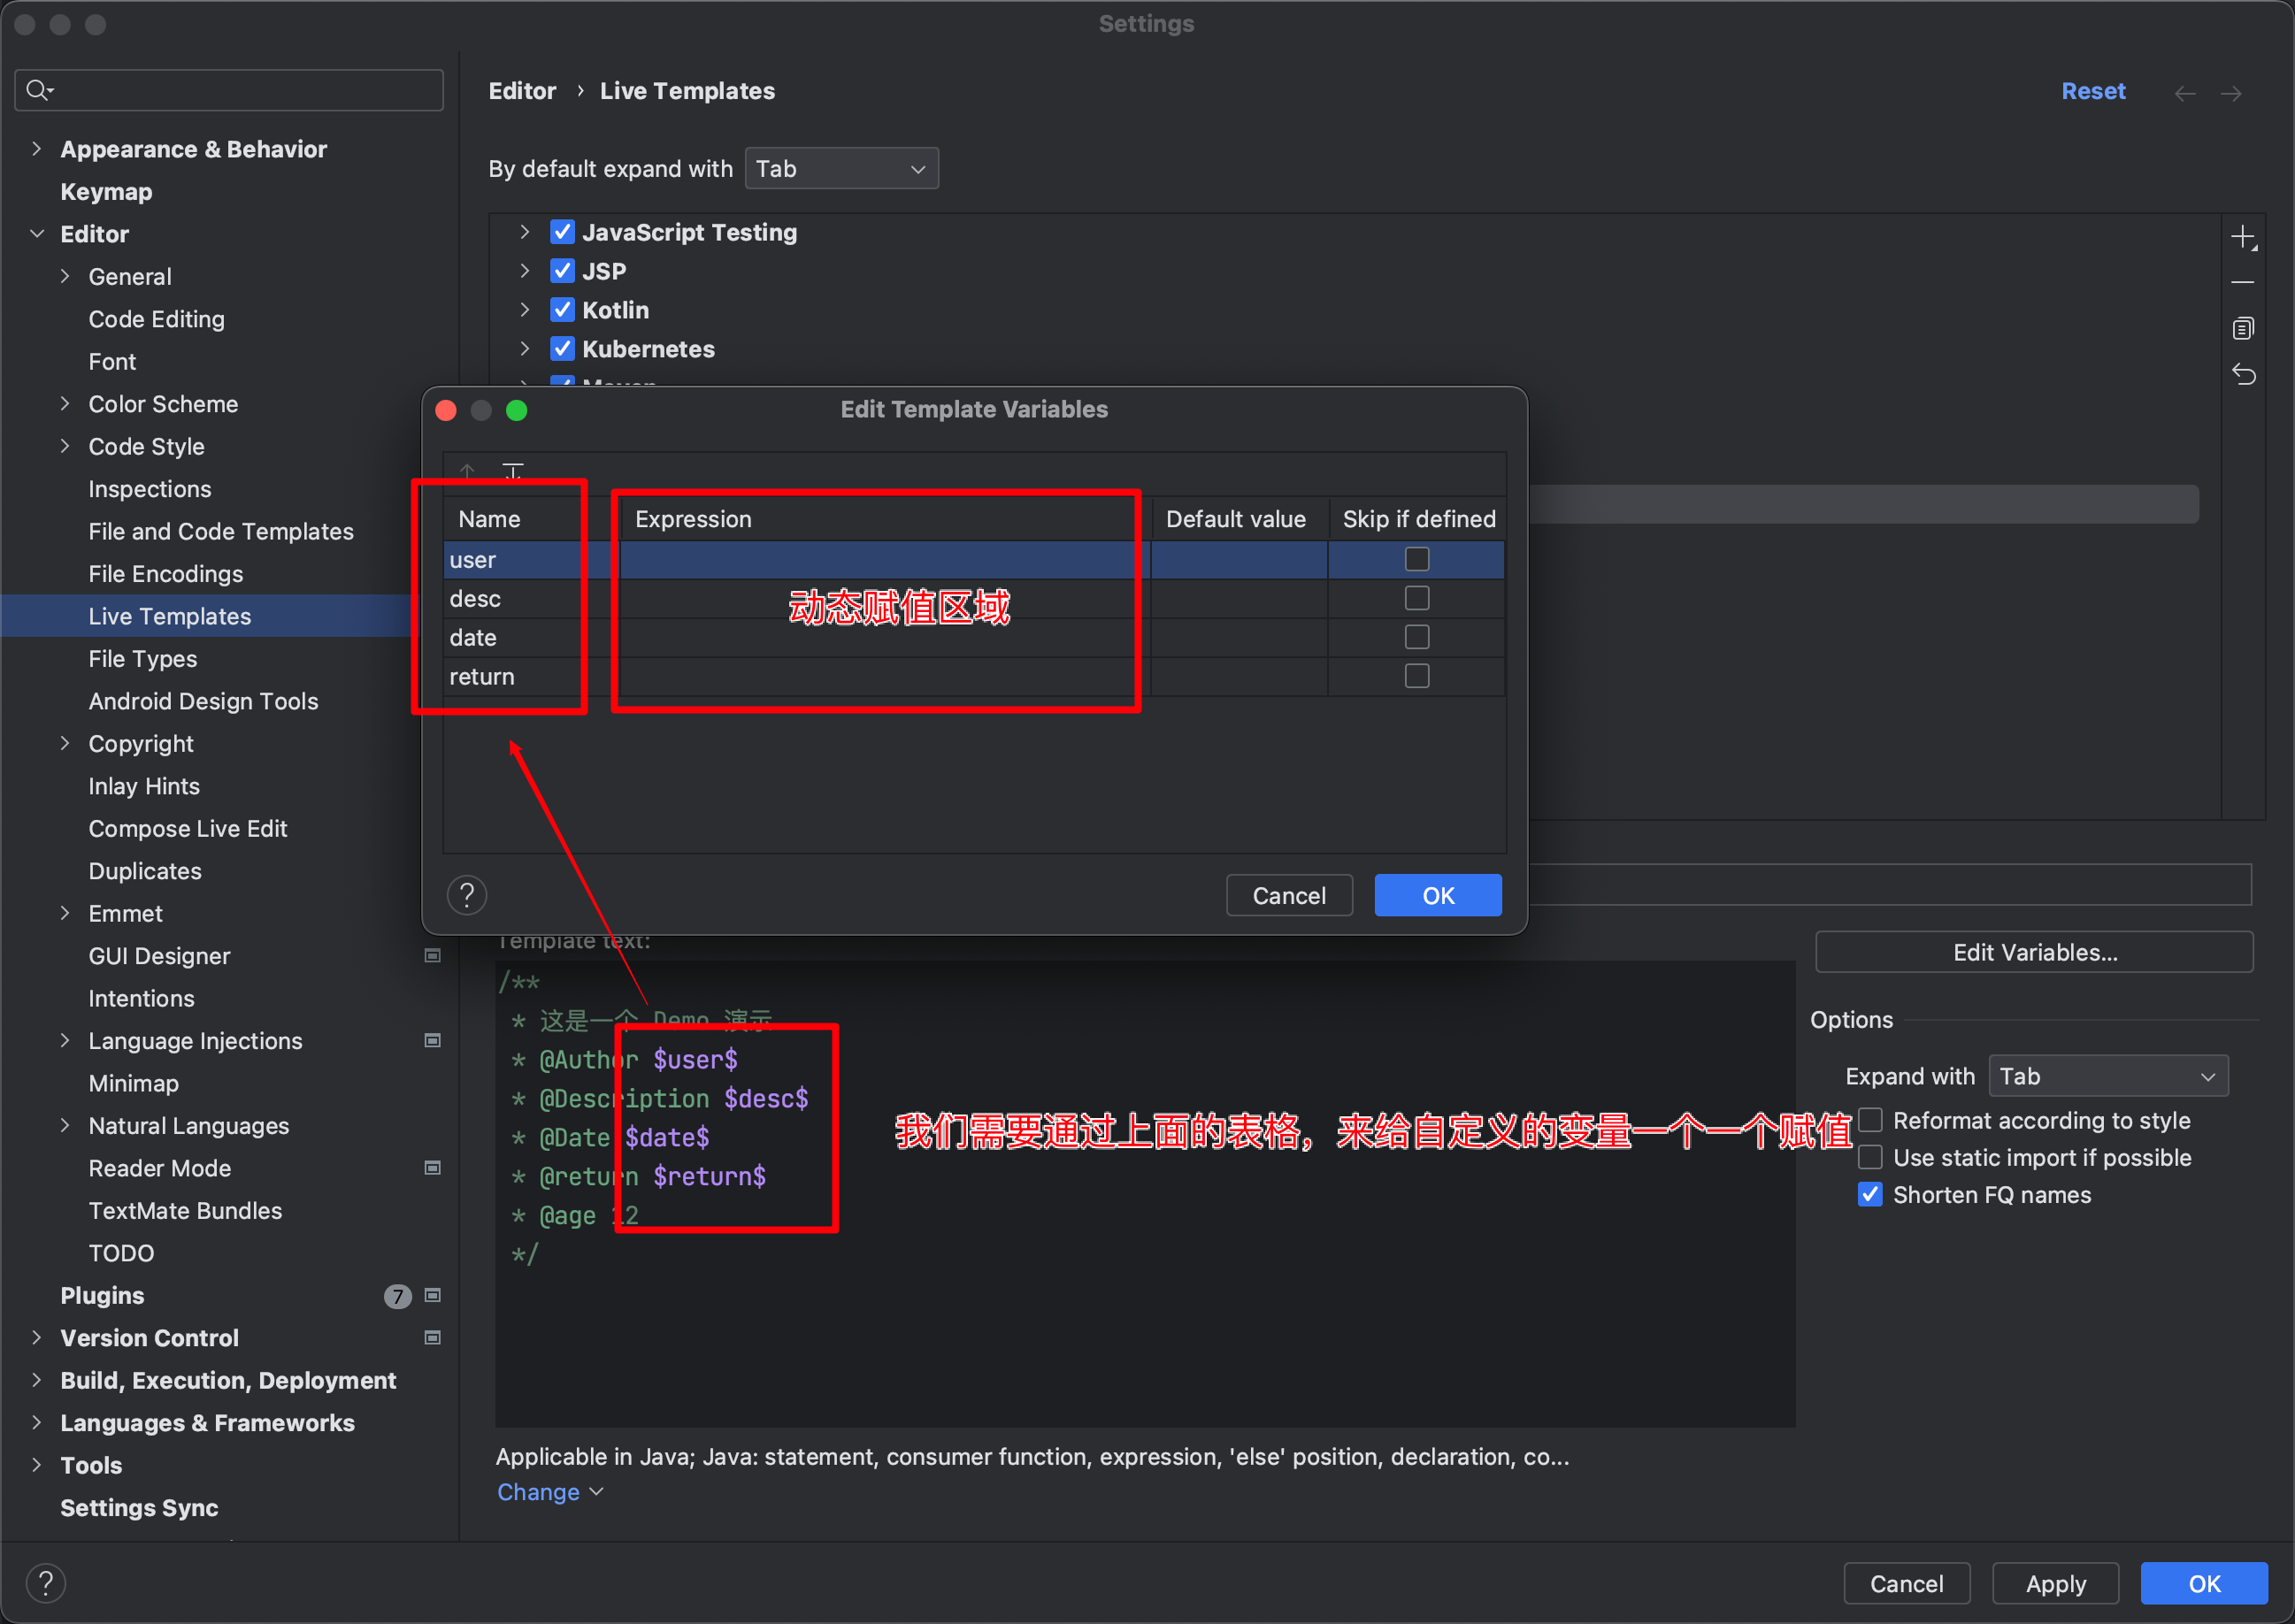 Settings
Editor › Live Templates
Reset
By default expand with Tab
Appearance & Behavior
Keymap
Editor
General
Code Editing
Font
Color Scheme
Code Style
Inspections
File and Code Templates
File Encodings
Live Templates
File Types
Android Design Tools
Copyright
Inlay Hints
Compose Live Edit
Duplicates
Emmet
GUI Designer
Intentions
Language Injections
Minimap
Natural Languages
Reader Mode
TextMate Bundles
TODO
Plugins 7
Version Control
Build, Execution, Deployment
Languages & Frameworks
Tools
Settings Sync
JavaScript Testing
JSP
Kotlin
Kubernetes
Maven
Edit Template Variables
Name Expression Default value Skip if defined
user
desc
date
return
动态赋值区域
? Cancel OK
Template text:
Edit Variables...
/**
* 这是一个 Demo 演示
* @Author $user$
* @Description $desc$
* @Date $date$
* @return $return$
* @age 12
*/
我们需要通过上面的表格，来给自定义的变量一个一个赋值
Options
Expand with Tab
Reformat according to style
Use static import if possible
Shorten FQ names
Applicable in Java; Java: statement, consumer function, expression, 'else' position, declaration, co...
Change
? Cancel Apply OK